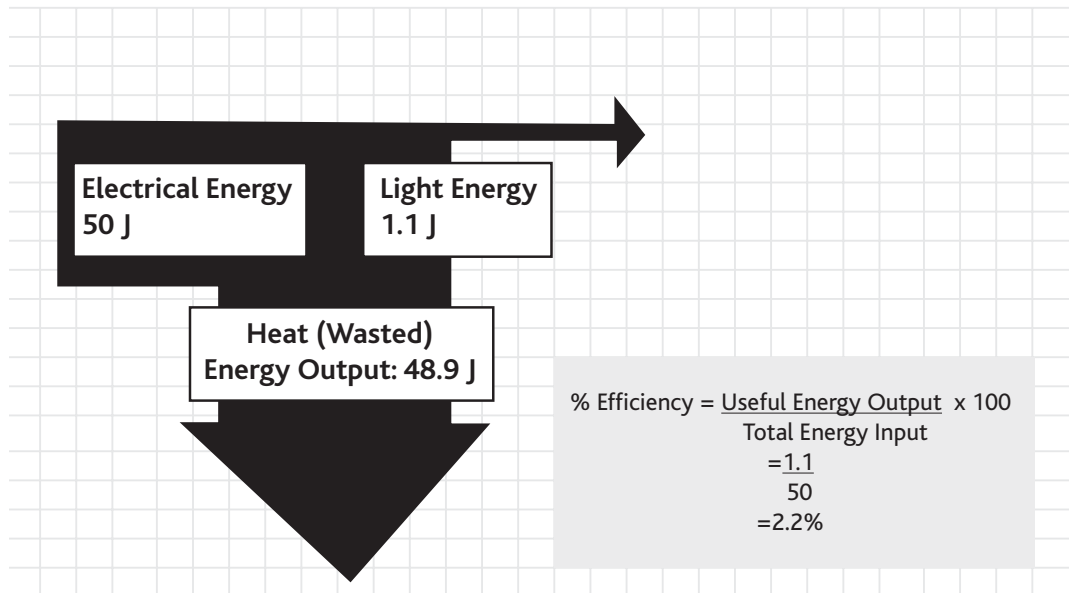 Electrical Energy
50 J
Light Energy
1.1 J
Heat (Wasted)
Energy Output: 48.9 J
% Efficiency = Useful Energy Output x 100
Total Energy Input
=1.1
50
=2.2%